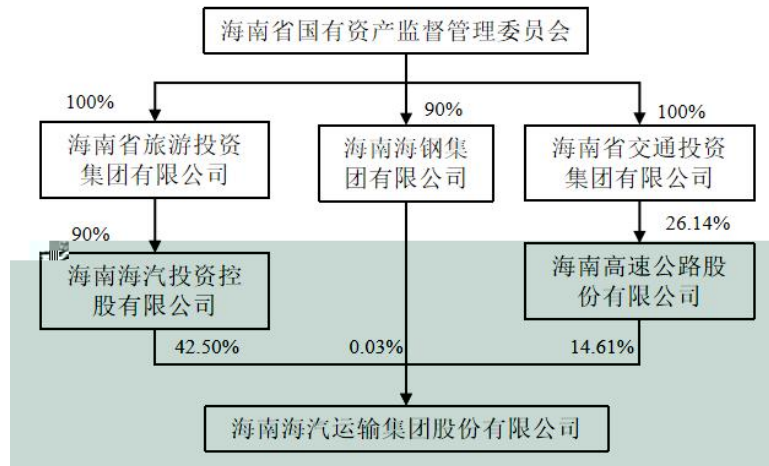 海南省国有资产监督管理委员会
100%
90%
100%
海南省旅游投资
集团有限公司
海南海钢集
团有限公司
海南省交通投资
集团有限公司
90%
26.14%
海南海汽投资控
股有限公司
海南高速公路股
份有限公司
42.50%
0.03%
14.61%
海南海汽运输集团股份有限公司